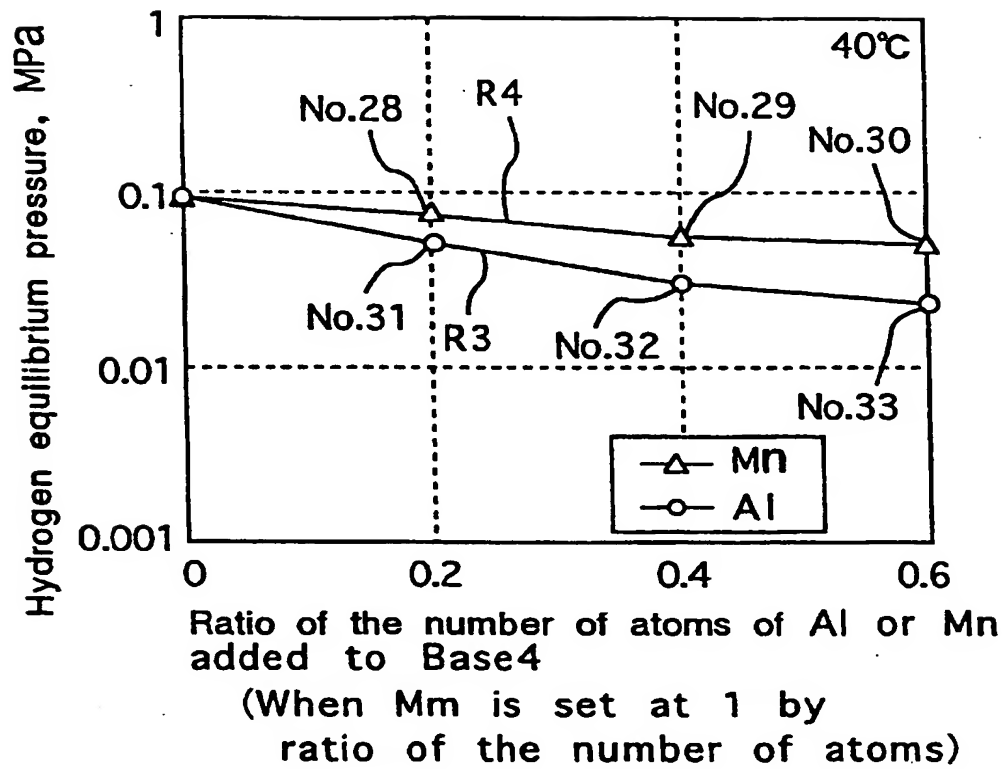 Hydrogen equilibrium pressure, MPa
1
0.1
0.01
0.001
40℃
No.28
R4
No.29
No.30
No.31
R3
No.32
No.33
Mn
Al
0
0.2
0.4
0.6
Ratio of the number of atoms of Al or Mn
added to Base4
(When Mm is set at 1 by
ratio of the number of atoms)